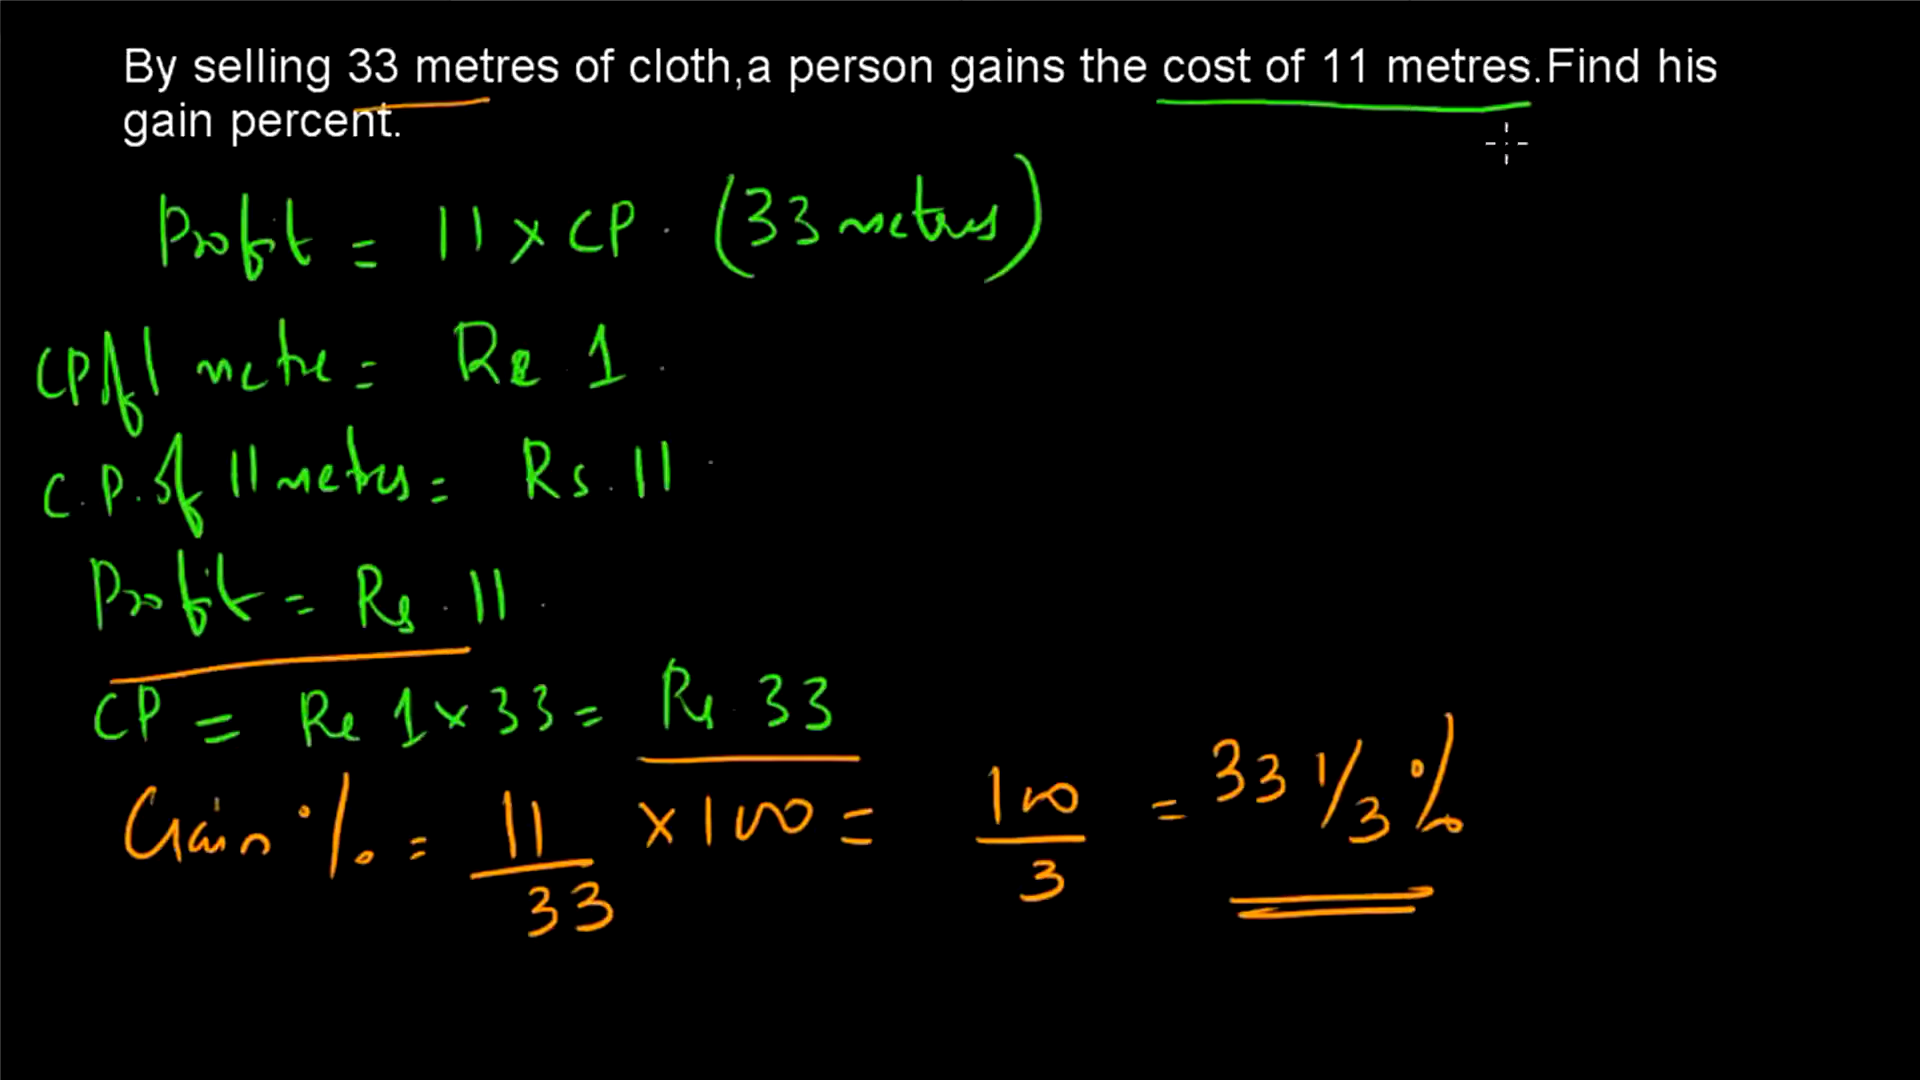 By selling 33 metres of cloth,a person gains the cost of 11 metres.Find his
gain percent.
Profit = 11 x CP. (33 metres)
CP of 1 metre = Re 1.
C.P. of 11 metres = Rs. 11.
Profit = Rs. 11.
CP = Re 1 x 33 = Rs 33
Gain % = 11/33 x 100 = 100/3 = 33 1/3 %